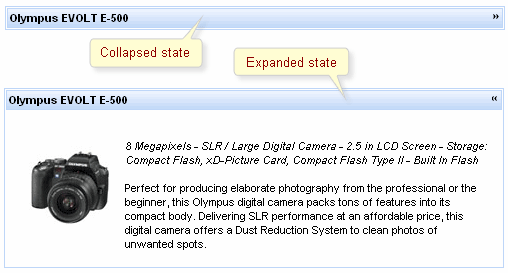 Olympus EVOLT E-500 »
Collapsed state
Expanded state
Olympus EVOLT E-500 «
8 Megapixels - SLR / Large Digital Camera - 2.5 in LCD Screen - Storage:
Compact Flash, xD-Picture Card, Compact Flash Type II - Built In Flash
Perfect for producing elaborate photography from the professional or the
beginner, this Olympus digital camera packs tons of features into its
compact body. Delivering SLR performance at an affordable price, this
digital camera offers a Dust Reduction System to clean photos of
unwanted spots.